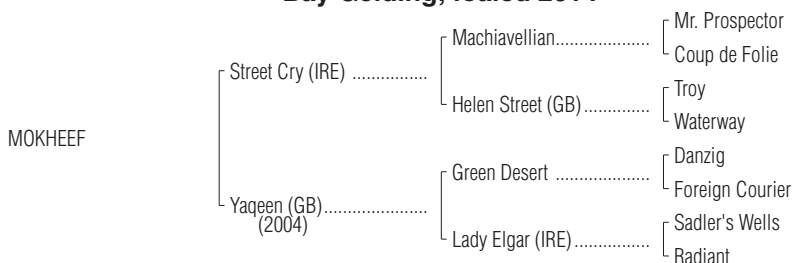 Bay Gelding; foaled 2011
Mr. Prospector
Machiavellian....................
Coup de Folie
Street Cry (IRE) ................
Troy
Helen Street (GB)..............
Waterway
MOKHEEF
Danzig
Green Desert ....................
Foreign Courier
Yaqeen (GB)......................
(2004)
Sadler's Wells
Lady Elgar (IRE)................
Radiant